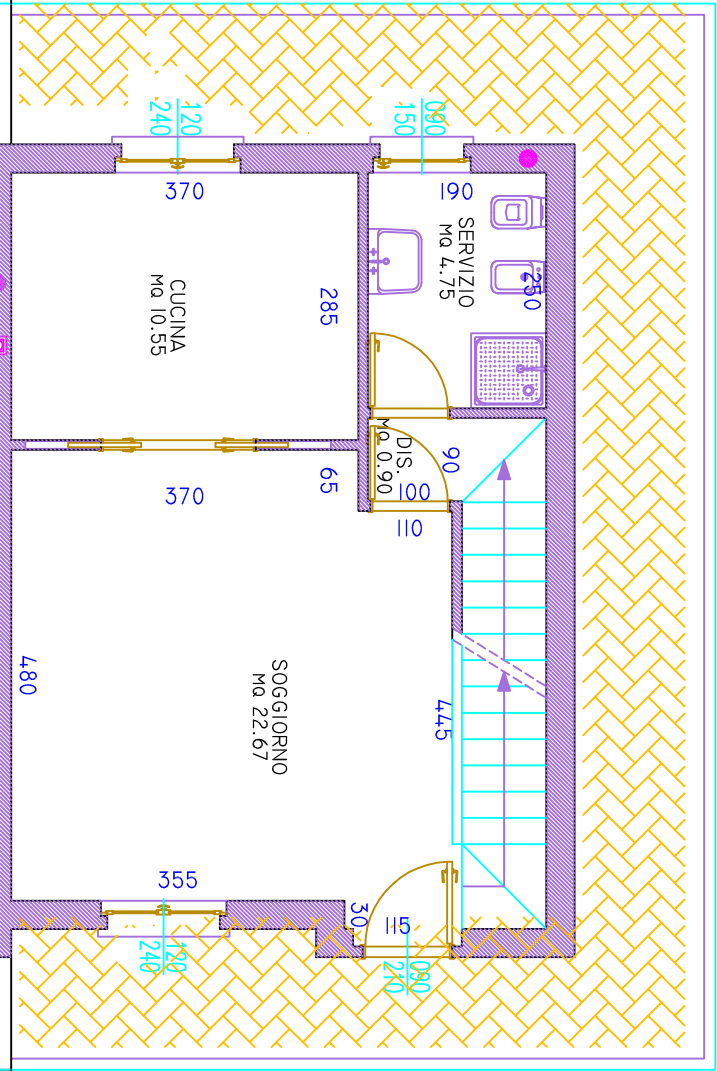 120
240
090
150
370
190
SERVIZIO
MQ 4.75
250
285
CUCINA
MQ 10.55
DIS.
MQ 0.90
90
65
100
370
110
SOGGIORNO
MQ 22.67
480
445
355
30
115
120
240
090
210